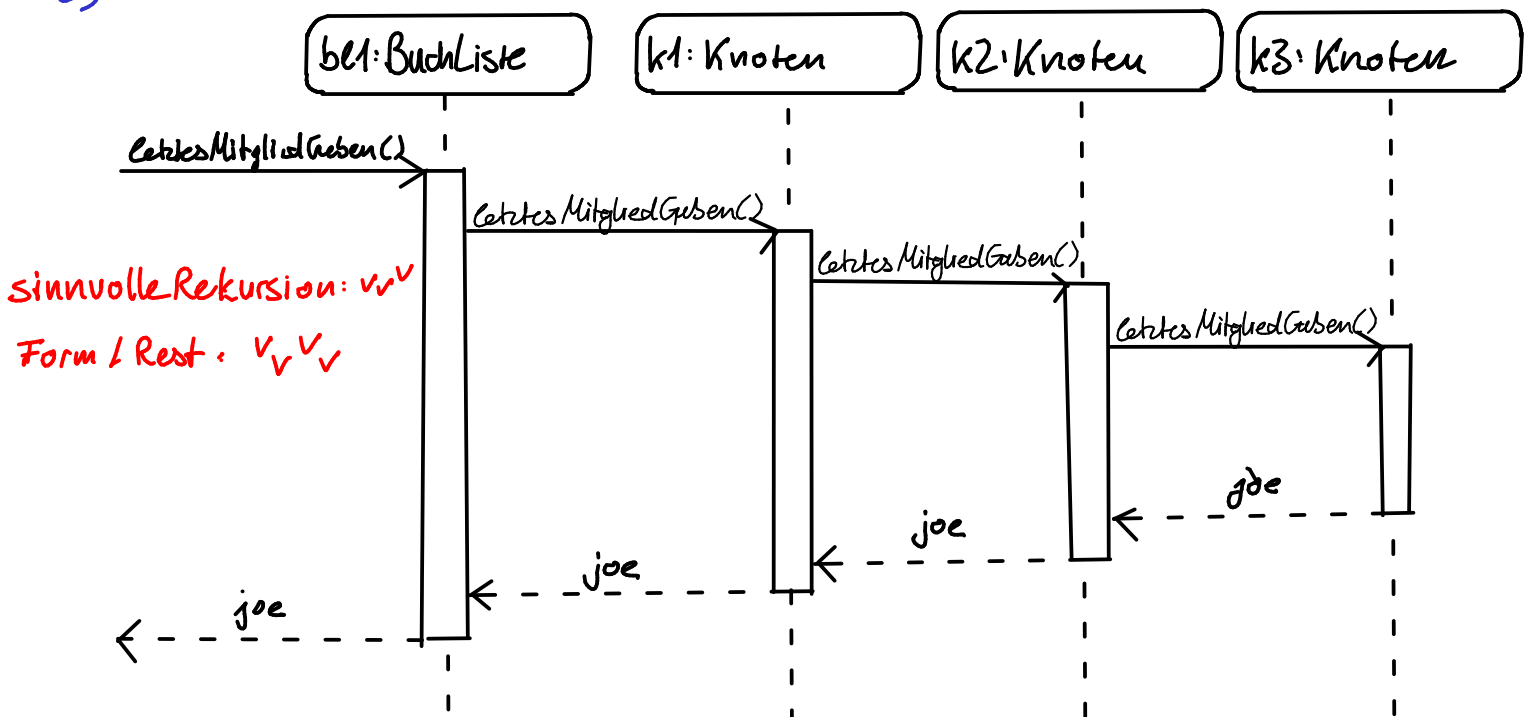 bl1:BuchListe
k1: Knoten
k2: Knoten
k3: Knoten
letztesMitgliedGeben()
letztesMitgliedGeben()
letztesMitgliedGeben()
letztesMitgliedGeben()
sinnvolle Rekursion: v v v
Form / Rest: v v v v
joe
joe
joe
joe